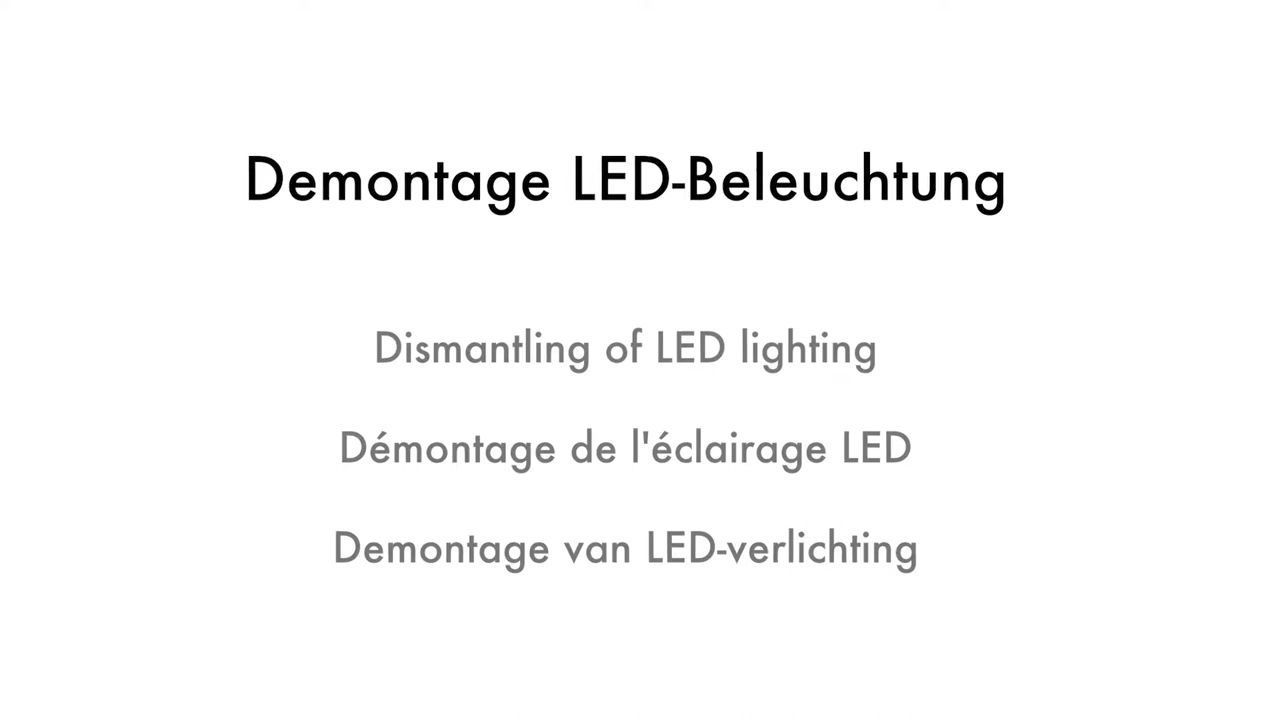 Demontage LED-Beleuchtung
Dismantling of LED lighting
Démontage de l'éclairage LED
Demontage van LED-verlichting